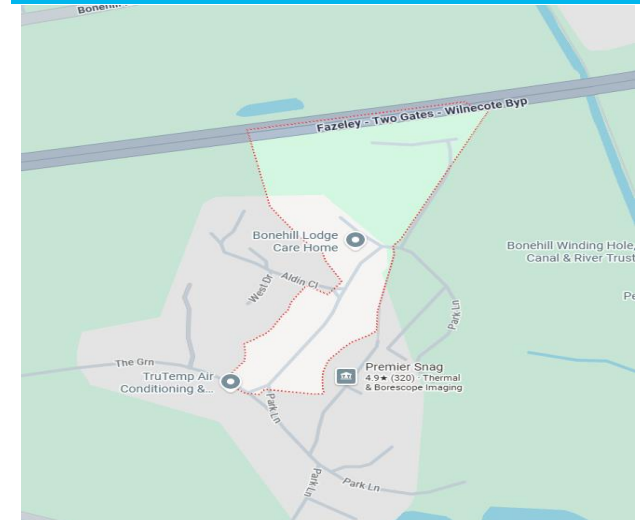 Bonehill
Fazeley - Two Gates - Wilnecote Byp
Bonehill Lodge
Care Home
Bonehill Winding Hole,
Canal & River Trust
Aldin Cl
West Dr
Pe
Park Ln
The Grn
TruTemp Air
Conditioning &...
Premier Snag
4.9★ (320) · Thermal
& Borescope Imaging
Park Ln
Park Ln
Park Ln